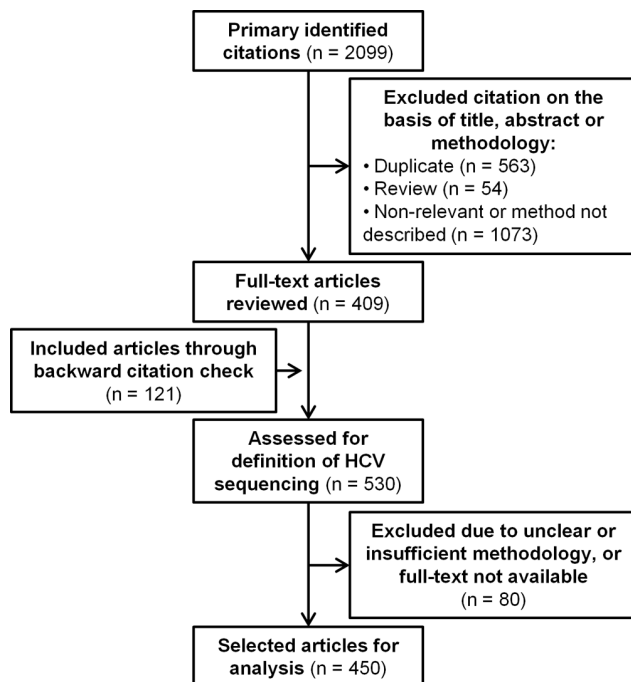 Primary identified
citations (n = 2099)
Excluded citation on the
basis of title, abstract or
methodology:
• Duplicate (n = 563)
• Review (n = 54)
• Non-relevant or method not
described (n = 1073)
Full-text articles
reviewed (n = 409)
Included articles through
backward citation check
(n = 121)
Assessed for
definition of HCV
sequencing (n = 530)
Excluded due to unclear or
insufficient methodology, or
full-text not available
(n = 80)
Selected articles for
analysis (n = 450)